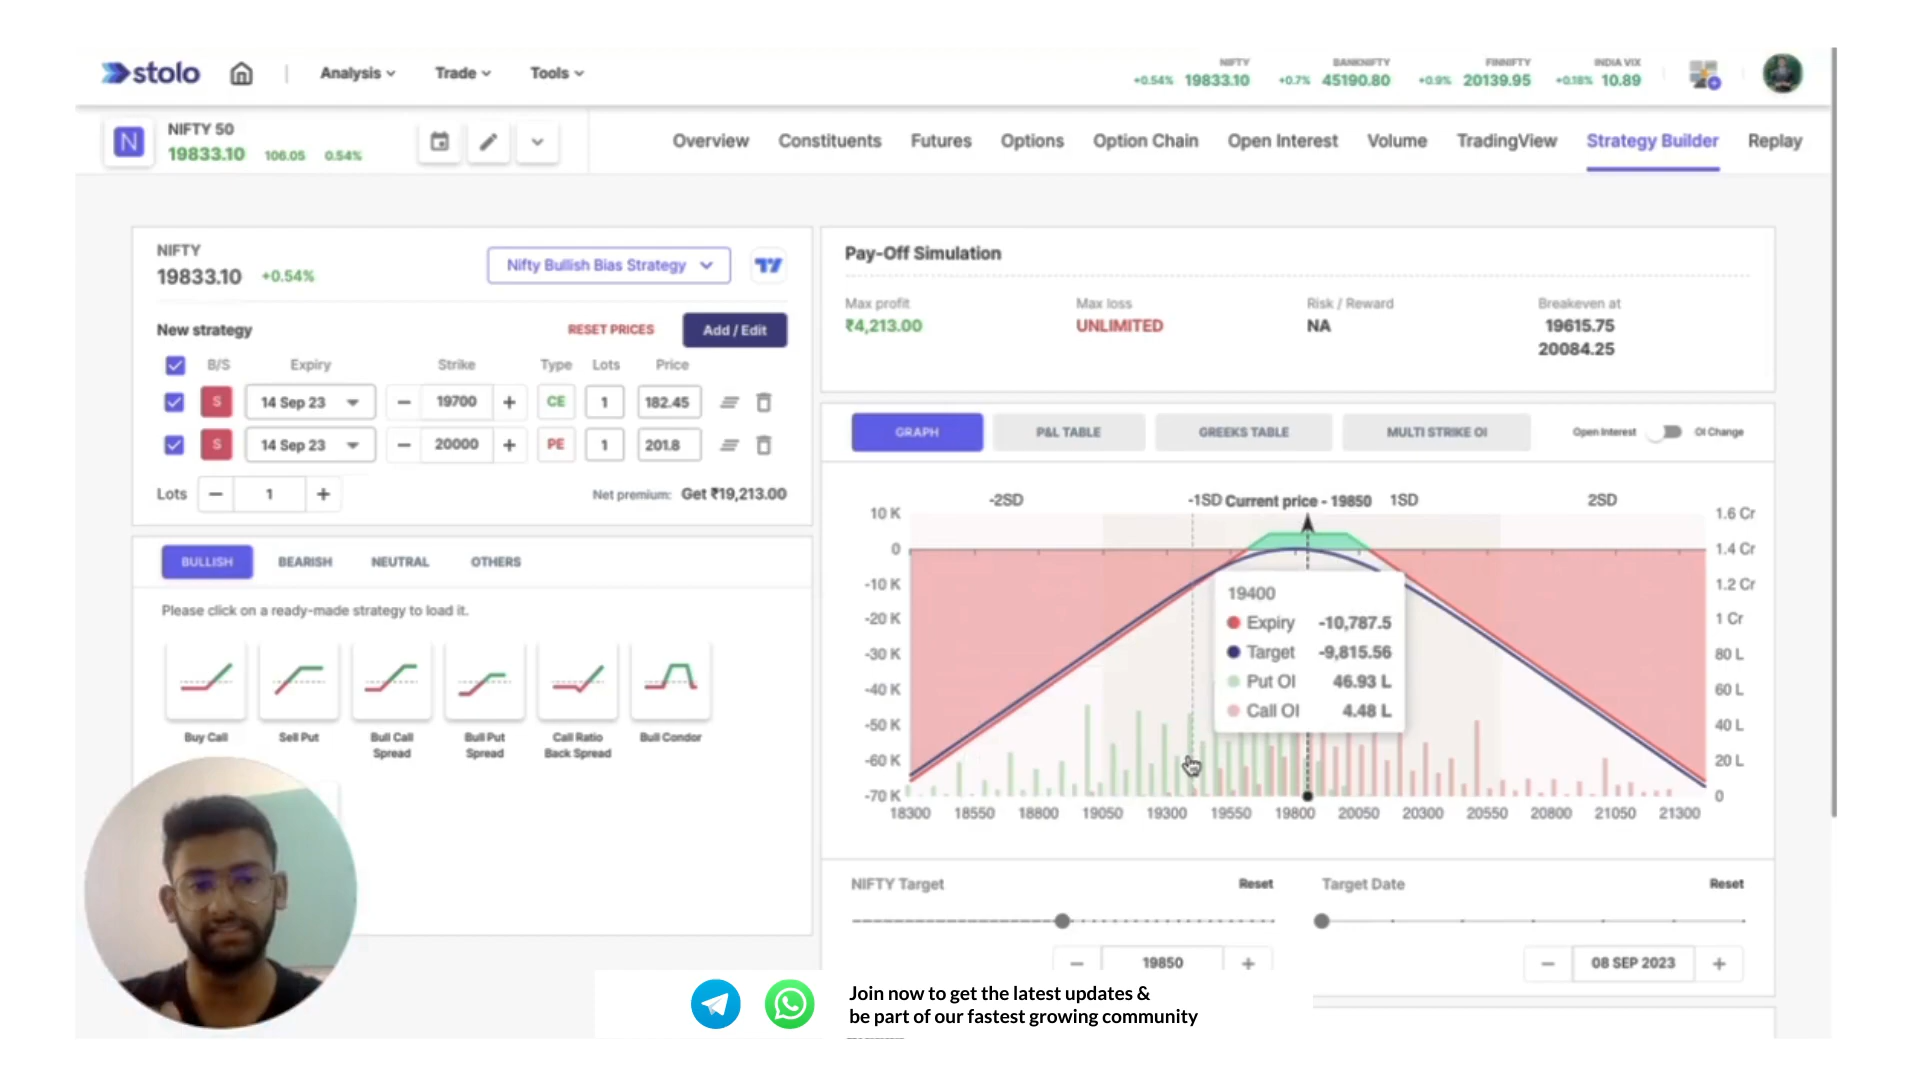 stolo
Analysis
Trade
Tools
NIFTY
+0.54% 19833.10
BANKNIFTY
+0.7% 45190.80
FINNIFTY
+0.9% 20139.95
INDIA VIX
+0.18% 10.89
N
NIFTY 50
19833.10 106.05 0.54%
Overview Constituents Futures Options Option Chain Open Interest Volume TradingView Strategy Builder Replay
NIFTY
19833.10 +0.54%
Nifty Bullish Bias Strategy
New strategy
RESET PRICES
Add / Edit
B/S Expiry Strike Type Lots Price
S 14 Sep 23 − 19700 + CE 1 182.45
S 14 Sep 23 − 20000 + PE 1 201.8
Lots − 1 +
Net premium: Get ₹19,213.00
BULLISH BEARISH NEUTRAL OTHERS
Please click on a ready-made strategy to load it.
Buy Call
Sell Put
Bull Call
Spread
Bull Put
Spread
Call Ratio
Back Spread
Bull Condor
Pay-Off Simulation
Max profit
₹4,213.00
Max loss
UNLIMITED
Risk / Reward
NA
Breakeven at
19615.75
20084.25
GRAPH P&L TABLE GREEKS TABLE MULTI STRIKE OI
Open Interest OI Change
-2SD -1SD Current price - 19850 1SD 2SD
10 K
0
-10 K
-20 K
-30 K
-40 K
-50 K
-60 K
-70 K
1.6 Cr
1.4 Cr
1.2 Cr
1 Cr
80 L
60 L
40 L
20 L
0
19400
Expiry -10,787.5
Target -9,815.56
Put OI 46.93 L
Call OI 4.48 L
18300 18550 18800 19050 19300 19550 19800 20050 20300 20550 20800 21050 21300
NIFTY Target Reset
Target Date Reset
− 19850 +
− 08 SEP 2023 +
Join now to get the latest updates &
be part of our fastest growing community